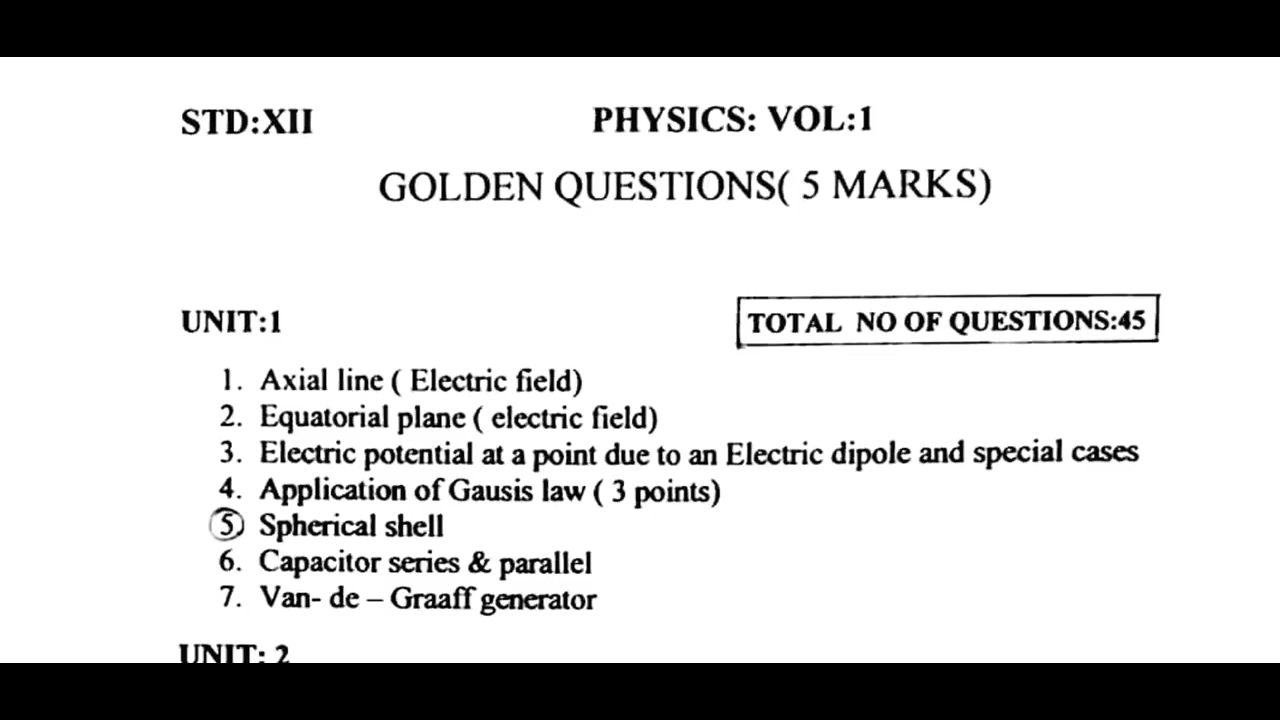 STD:XII PHYSICS: VOL:1
GOLDEN QUESTIONS( 5 MARKS)
UNIT:1 TOTAL NO OF QUESTIONS:45
1. Axial line ( Electric field)
2. Equatorial plane ( electric field)
3. Electric potential at a point due to an Electric dipole and special cases
4. Application of Gausis law ( 3 points)
5 Spherical shell
6. Capacitor series & parallel
7. Van- de – Graaff generator
UNIT: 2